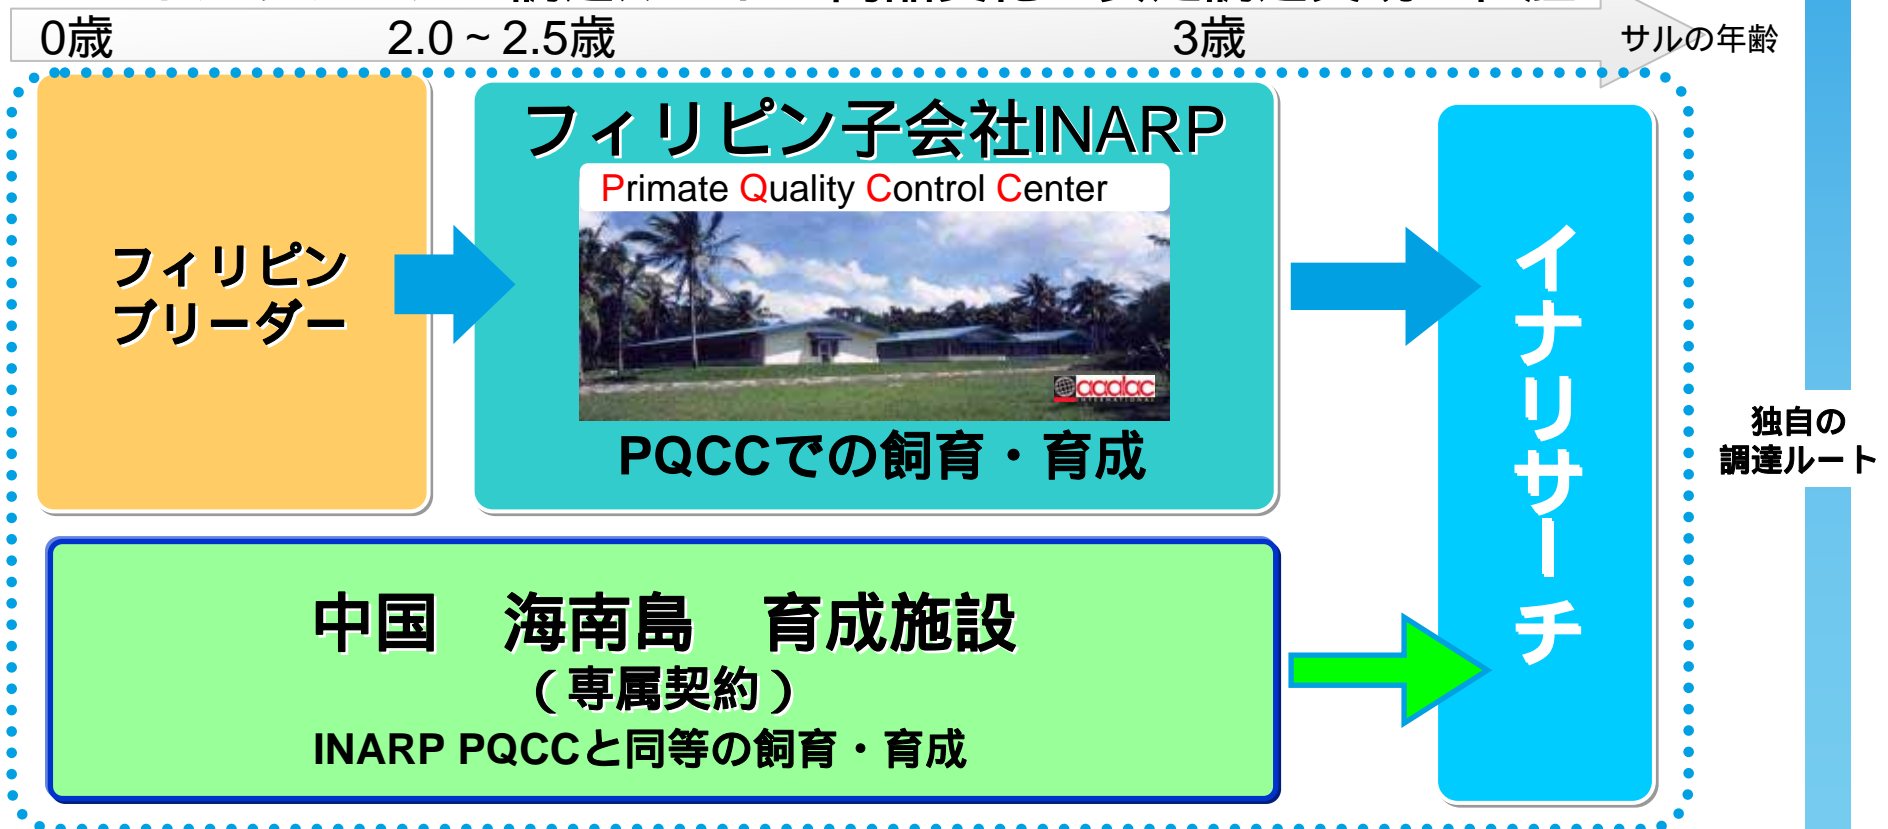 0歳
2.0～2.5歳
3歳
サルの年齢
フィリピン
ブリーダー
フィリピン子会社INARP
Primate Quality Control Center
aaalac
INTERNATIONAL
PQCCでの飼育・育成
イナリサーチ
独自の
調達ルート
中国　海南島　育成施設
（専属契約）
INARP PQCCと同等の飼育・育成